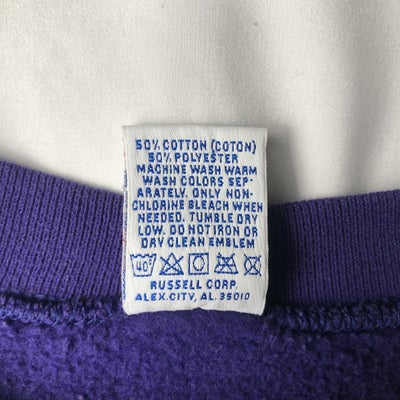 50% COTTON (COTON)
50% POLYESTER
MACHINE WASH WARM
WASH COLORS SEP-
ARATELY. ONLY NON-
CHLORINE BLEACH WHEN
NEEDED. TUMBLE DRY
LOW. DO NOT IRON OR
DRY CLEAN EMBLEM
40°
RUSSELL CORP.
ALEX. CITY, AL. 35010